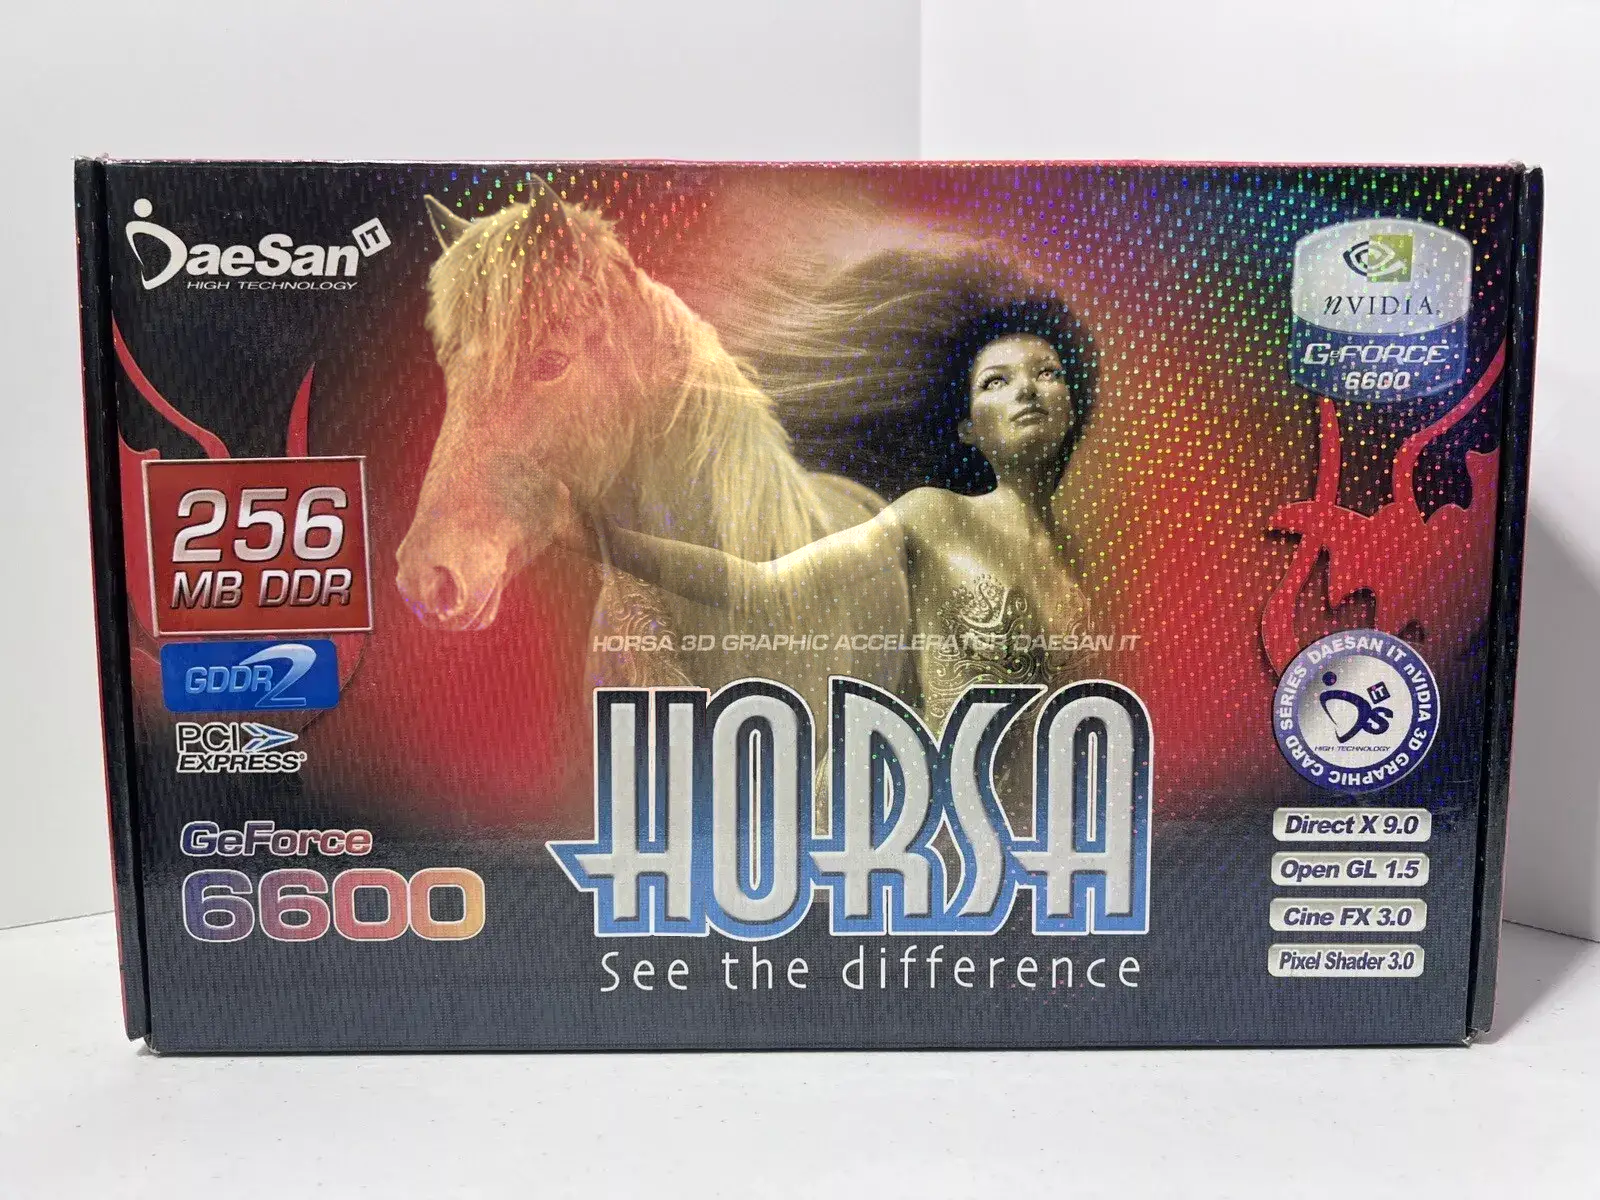 DaeSan IT
HIGH TECHNOLOGY
nVIDIA.
GeFORCE
6600
256
MB DDR
GDDR2
PCI
EXPRESS®
GeForce
6600
HORSA 3D GRAPHIC ACCELERATOR DAESAN IT
HORSA
See the difference
DAESAN IT nVIDIA 3D GRAPHIC CARD SERIES
IT
DS
HIGH TECHNOLOGY
Direct X 9.0
Open GL 1.5
Cine FX 3.0
Pixel Shader 3.0